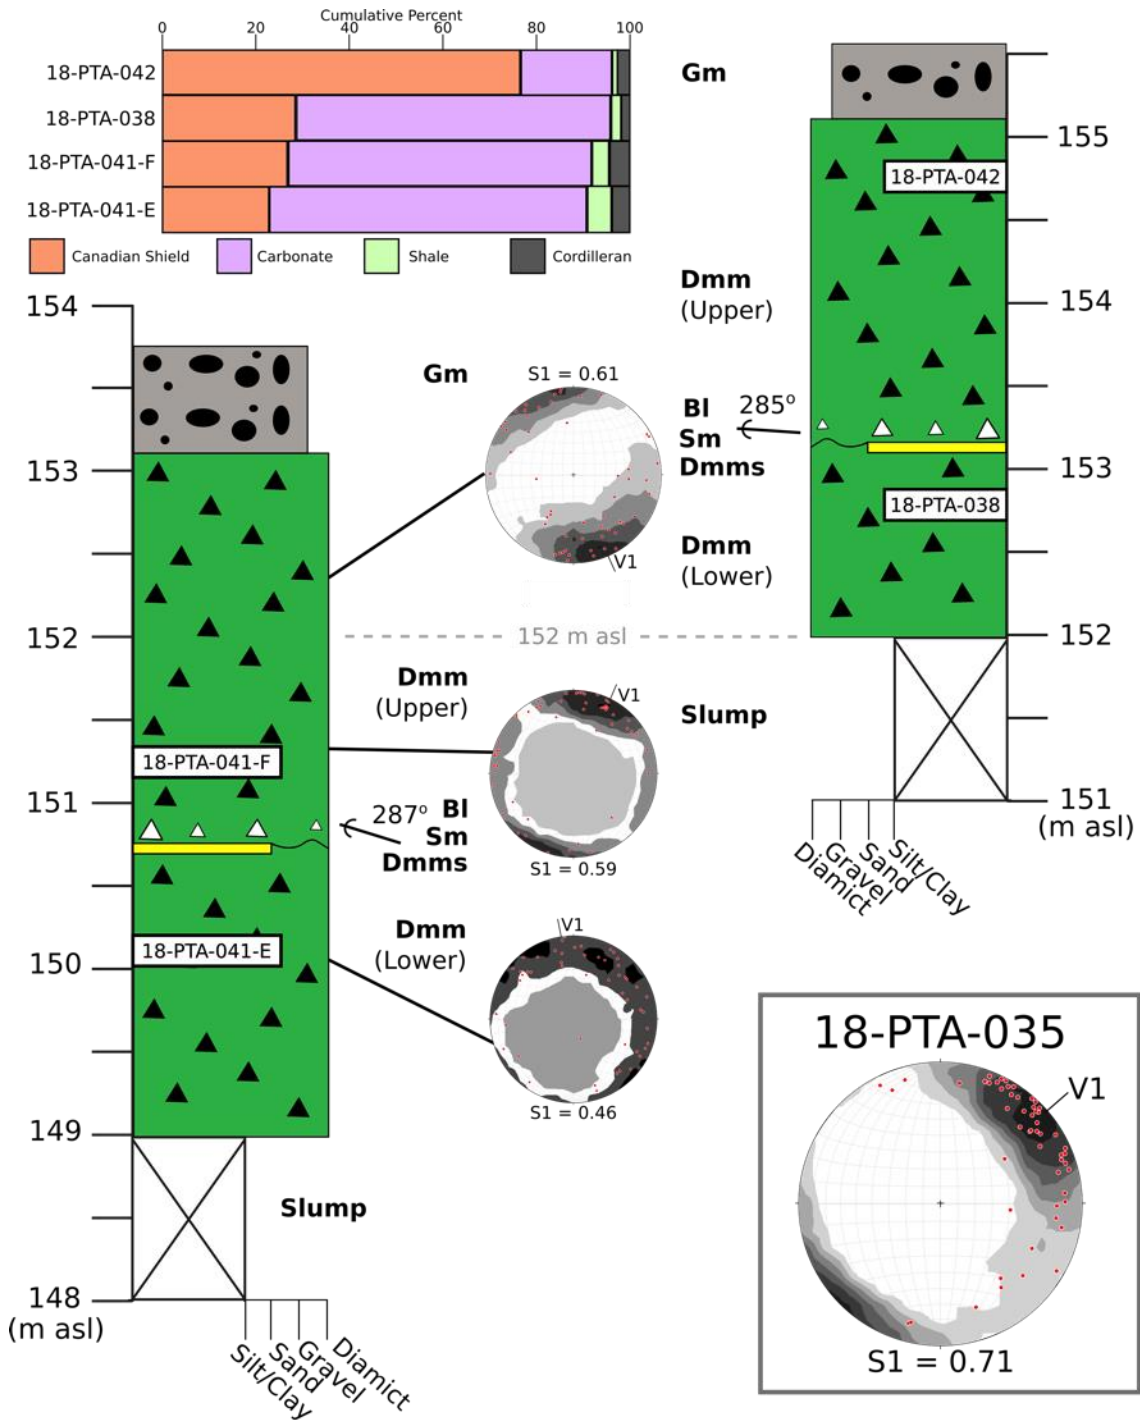 Cumulative Percent
0 20 40 60 80 100
18-PTA-042
18-PTA-038
18-PTA-041-F
18-PTA-041-E
Canadian Shield Carbonate Shale Cordilleran
154
153
152
151
150
149
148
(m asl)
Silt/Clay
Sand
Gravel
Diamict
18-PTA-041-F
18-PTA-041-E
Gm
S1 = 0.61
V1
152 m asl
Dmm
(Upper)
V1
S1 = 0.59
287º
Bl
Sm
Dmms
Dmm
(Lower)
V1
S1 = 0.46
Slump
Gm
Dmm
(Upper)
Bl
285º
Sm
Dmms
Dmm
(Lower)
Slump
18-PTA-042
18-PTA-038
155
154
153
152
151
(m asl)
Diamict
Gravel
Sand
Silt/Clay
18-PTA-035
V1
S1 = 0.71